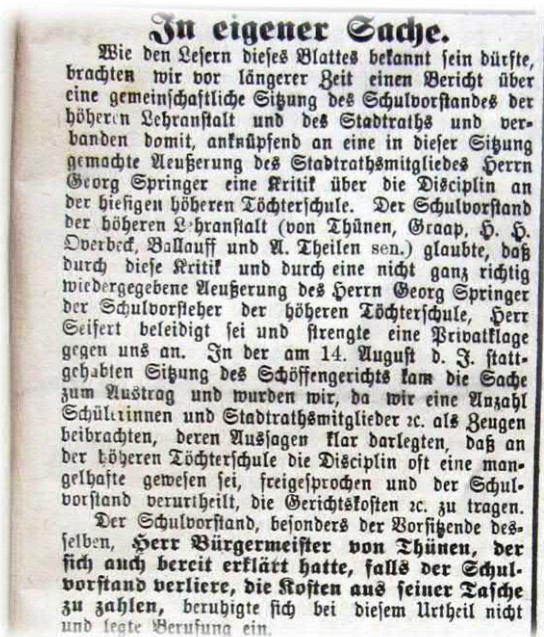 In eigener Sache.
Wie den Lesern dieses Blattes bekannt sein dürfte,
brachten wir vor längerer Zeit einen Bericht über
eine gemeinschaftliche Sitzung des Schulvorstandes der
höheren Lehranstalt und des Stadtraths und ver-
banden domit, anknüpfend an eine in dieser Sitzung
gemachte Aeußerung des Stadtrathsmitgliedes Herrn
Georg Springer eine Kritik über die Disciplin an
der hiesigen höheren Töchterschule. Der Schulvorstand
der höheren Lehranstalt (von Thünen, Graap, H. H.
Overbeck, Ballauff und A. Theilen sen.) glaubte, daß
durch diese Kritik und durch eine nicht ganz richtig
wiedergegebene Aeußerung des Herrn Georg Springer
der Schulvorsteher der höheren Töchterschule, Herr
Seifert beleidigt sei und strengte eine Privatklage
gegen uns an. In der am 14. August d. J. statt-
gehabten Sitzung des Schöffengerichts kam die Sache
zum Austrag und wurden wir, da wir eine Anzahl
Schülerinnen und Stadtrathsmitglieder ꝛc. als Zeugen
beibrachten, deren Aussagen klar darlegten, daß an
der höheren Töchterschule die Disciplin oft eine man-
gelhafte gewesen sei, freigesprochen und der Schul-
vorstand verurtheilt, die Gerichtskosten ꝛc. zu tragen.
Der Schulvorstand, besonders der Vorsitzende des-
selben, Herr Bürgermeister von Thünen, der
sich auch bereit erklärt hatte, falls der Schul-
vorstand verliere, die Kosten aus seiner Tasche
zu zahlen, beruhigte sich bei diesem Urtheil nicht
und legte Berufung ein.